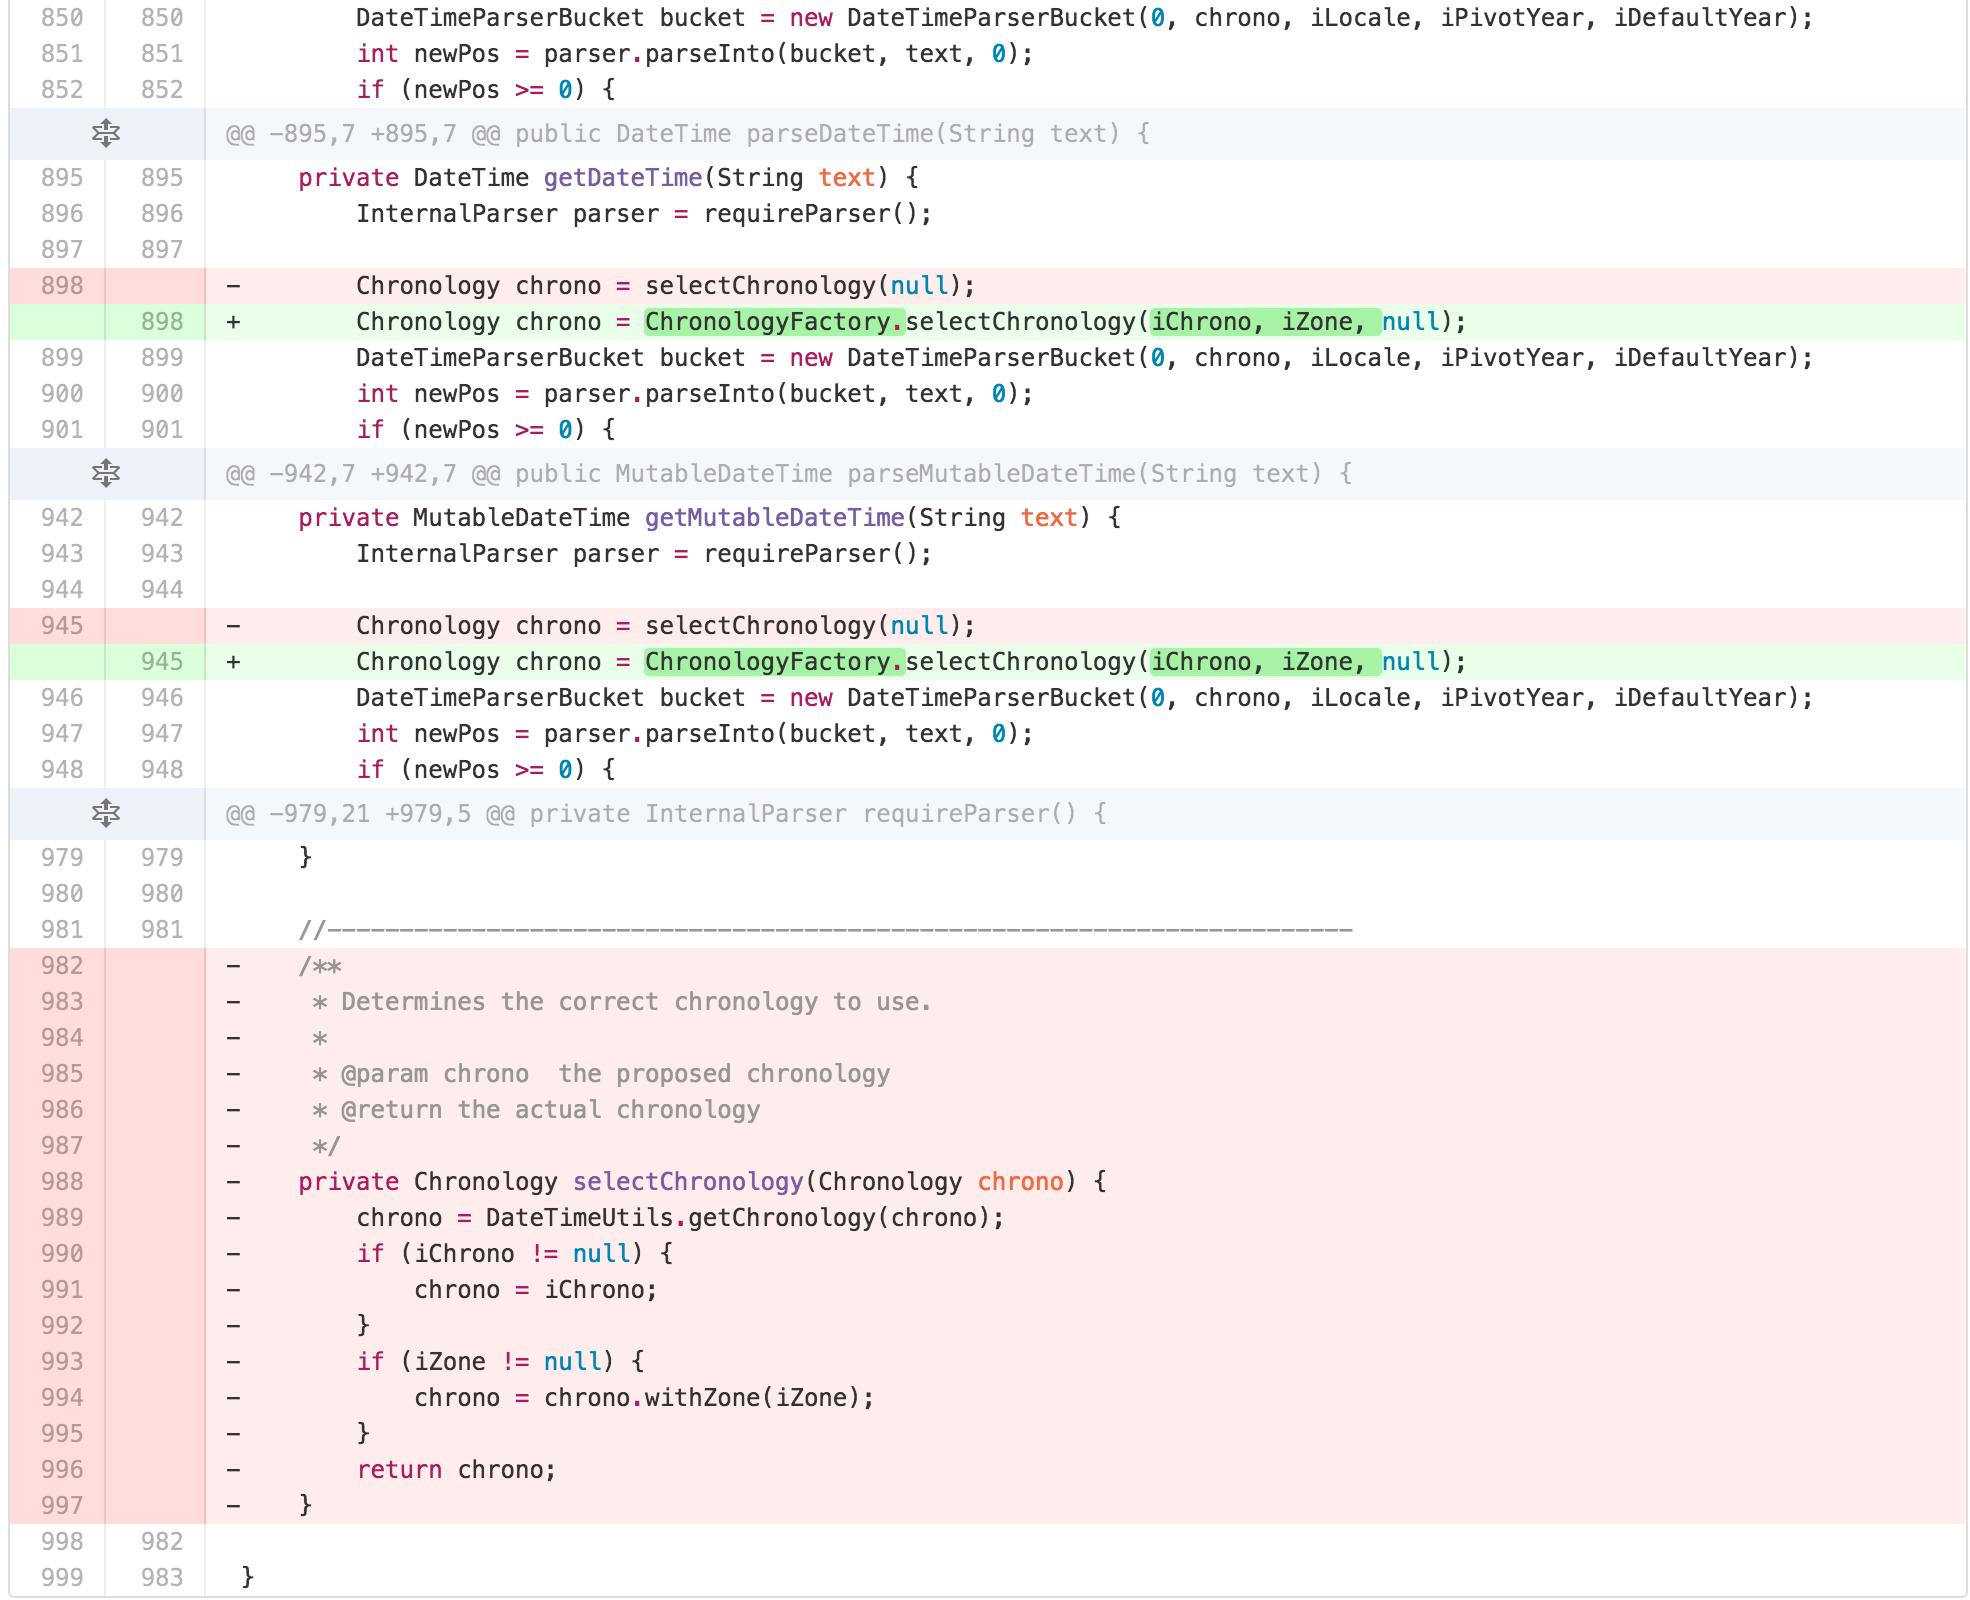 850 850 DateTimeParserBucket bucket = new DateTimeParserBucket(0, chrono, iLocale, iPivotYear, iDefaultYear);
851 851 int newPos = parser.parseInto(bucket, text, 0);
852 852 if (newPos >= 0) {
@@ -895,7 +895,7 @@ public DateTime parseDateTime(String text) {
895 895 private DateTime getDateTime(String text) {
896 896 InternalParser parser = requireParser();
897 897
898 - Chronology chrono = selectChronology(null);
898 + Chronology chrono = ChronologyFactory.selectChronology(iChrono, iZone, null);
899 899 DateTimeParserBucket bucket = new DateTimeParserBucket(0, chrono, iLocale, iPivotYear, iDefaultYear);
900 900 int newPos = parser.parseInto(bucket, text, 0);
901 901 if (newPos >= 0) {
@@ -942,7 +942,7 @@ public MutableDateTime parseMutableDateTime(String text) {
942 942 private MutableDateTime getMutableDateTime(String text) {
943 943 InternalParser parser = requireParser();
944 944
945 - Chronology chrono = selectChronology(null);
945 + Chronology chrono = ChronologyFactory.selectChronology(iChrono, iZone, null);
946 946 DateTimeParserBucket bucket = new DateTimeParserBucket(0, chrono, iLocale, iPivotYear, iDefaultYear);
947 947 int newPos = parser.parseInto(bucket, text, 0);
948 948 if (newPos >= 0) {
@@ -979,21 +979,5 @@ private InternalParser requireParser() {
979 979 }
980 980
981 981 //-----------------------------------------------------------------------
982 - /**
983 - * Determines the correct chronology to use.
984 - *
985 - * @param chrono  the proposed chronology
986 - * @return the actual chronology
987 - */
988 - private Chronology selectChronology(Chronology chrono) {
989 - chrono = DateTimeUtils.getChronology(chrono);
990 - if (iChrono != null) {
991 - chrono = iChrono;
992 - }
993 - if (iZone != null) {
994 - chrono = chrono.withZone(iZone);
995 - }
996 - return chrono;
997 - }
998 982
999 983 }